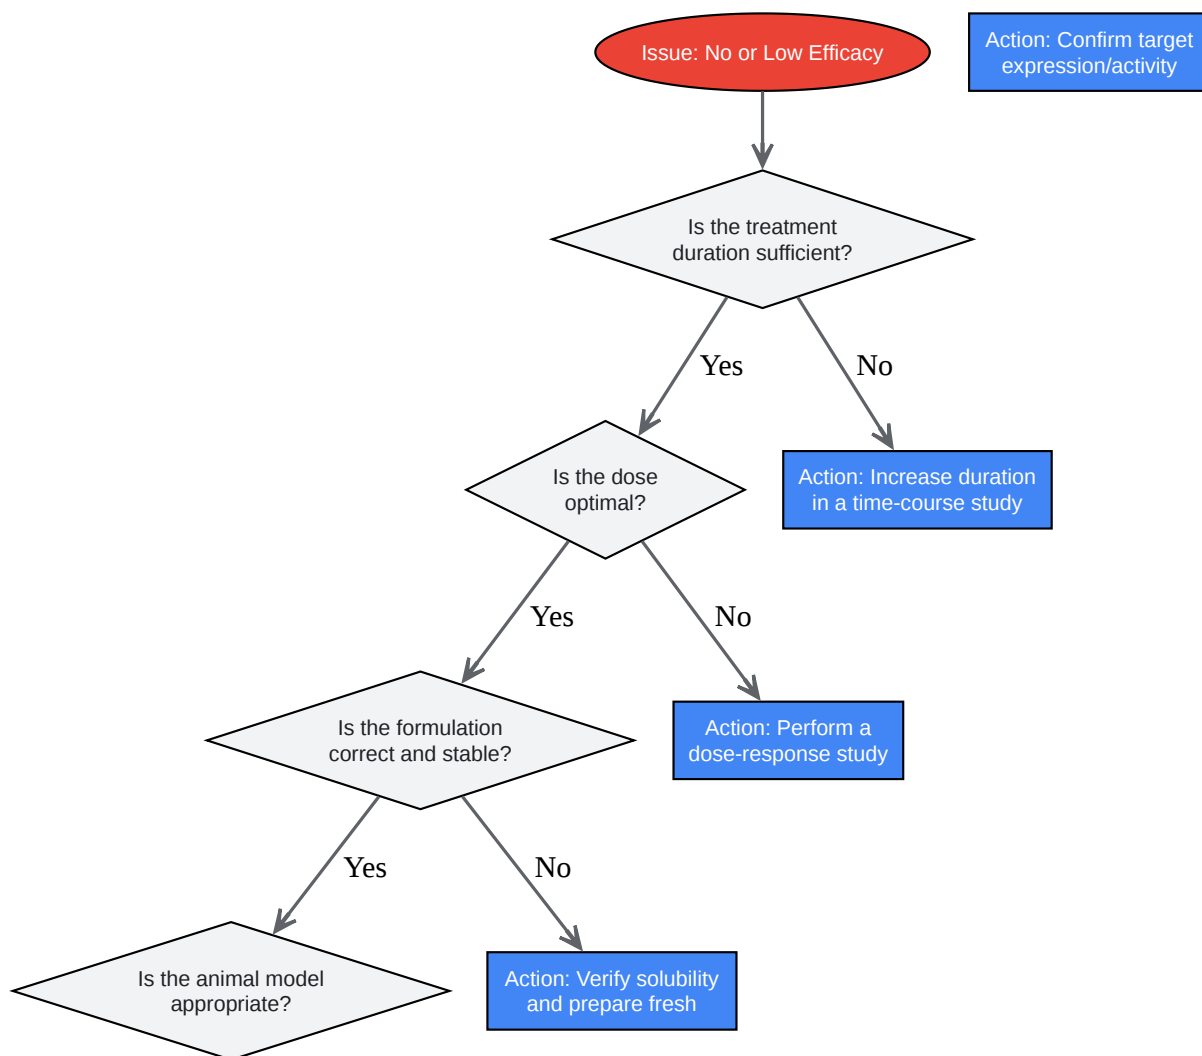 Issue: No or Low Efficacy
Action: Confirm target
expression/activity
Is the treatment
duration sufficient?
Yes
No
Is the dose
optimal?
Action: Increase duration
in a time-course study
Yes
No
Is the formulation
correct and stable?
Action: Perform a
dose-response study
Yes
No
Is the animal model
appropriate?
Action: Verify solubility
and prepare fresh